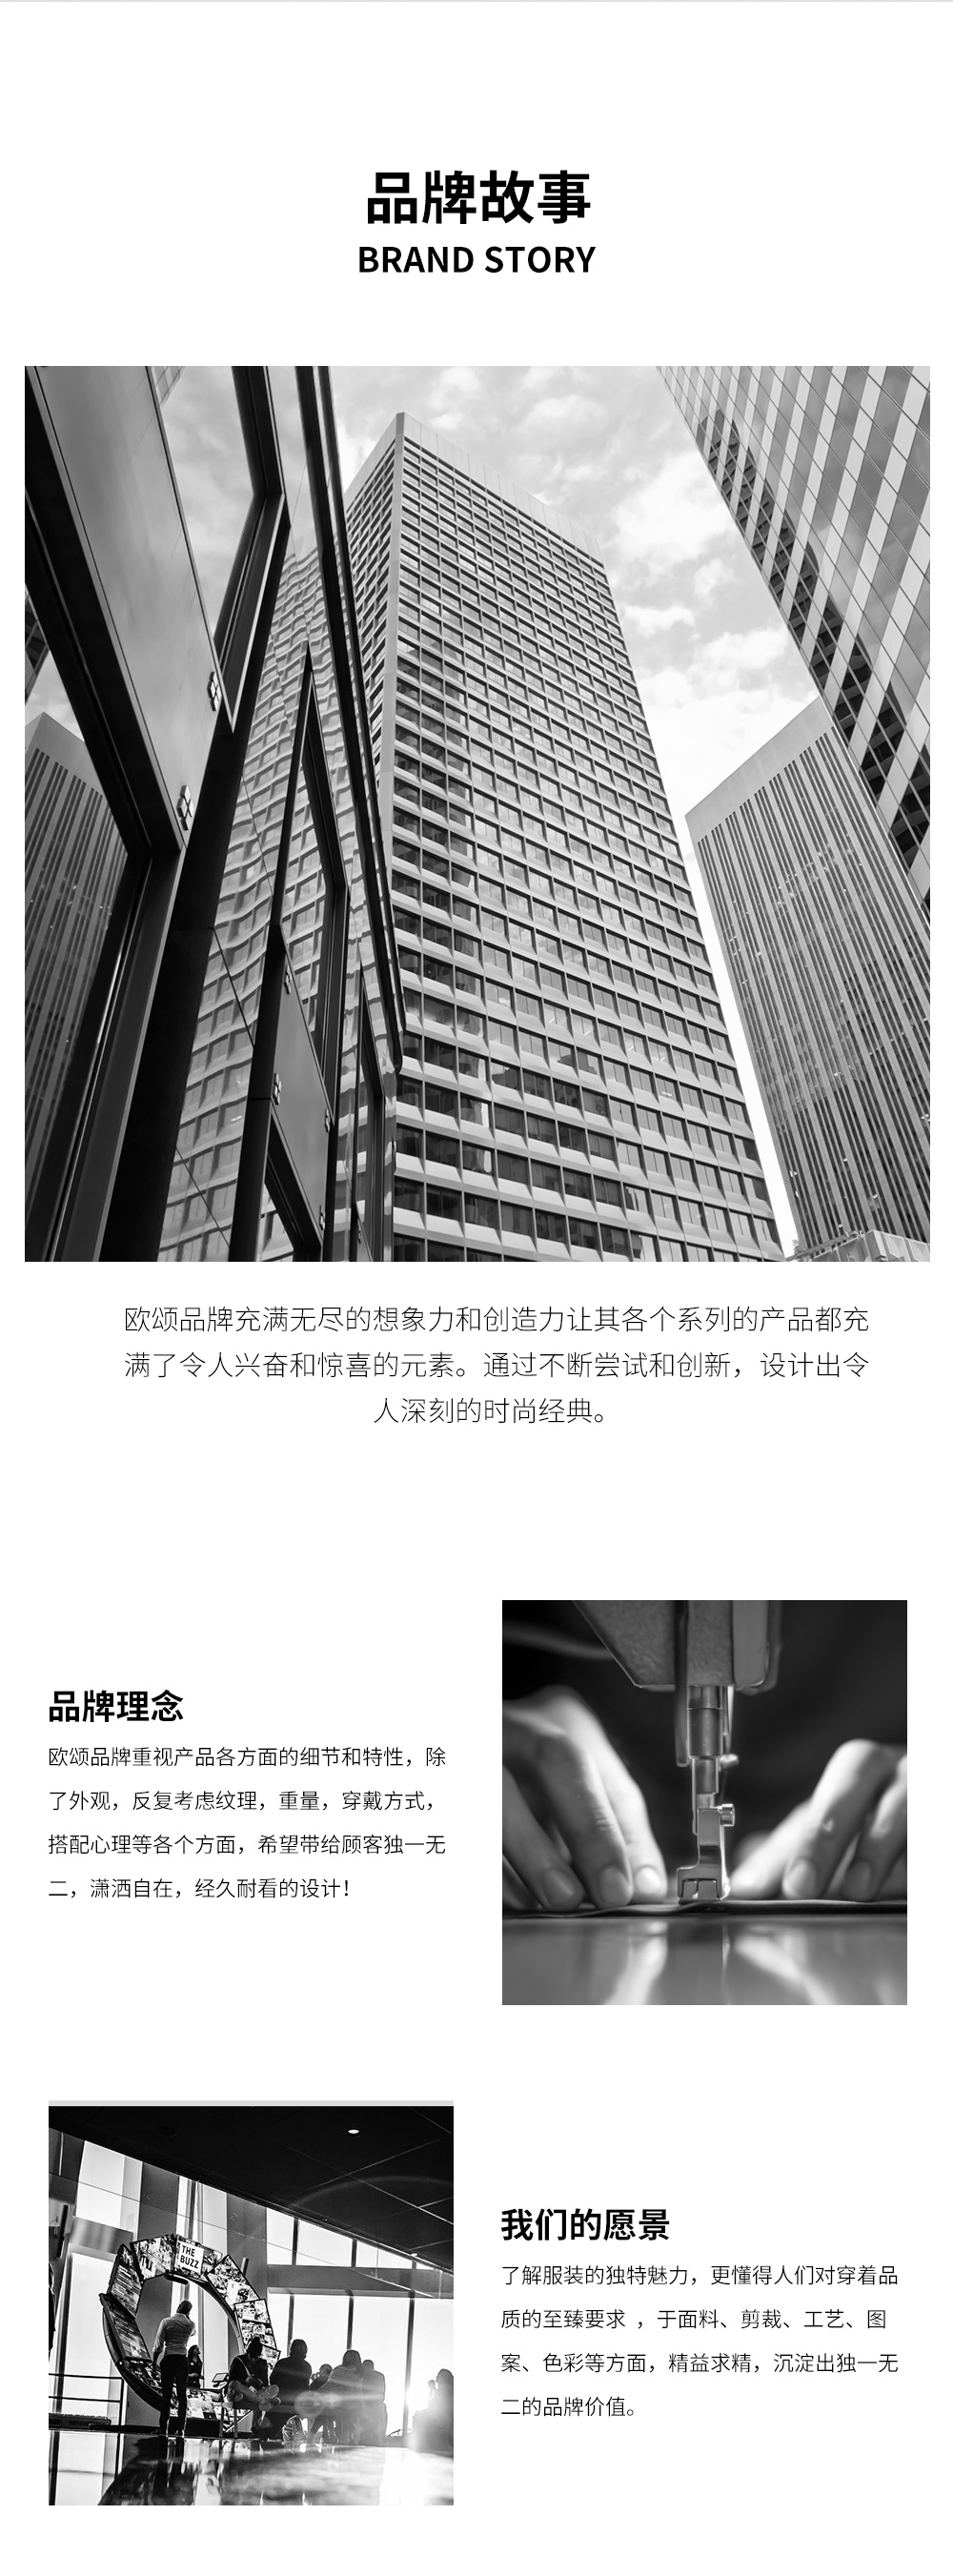 品牌故事
BRAND STORY
欧颂品牌充满无尽的想象力和创造力让其各个系列的产品都充
满了令人兴奋和惊喜的元素。通过不断尝试和创新，设计出令
人深刻的时尚经典。
品牌理念
欧颂品牌重视产品各方面的细节和特性，除
了外观，反复考虑纹理，重量，穿戴方式，
搭配心理等各个方面，希望带给顾客独一无
二，潇洒自在，经久耐看的设计！
THE
BUZZ
我们的愿景
了解服装的独特魅力，更懂得人们对穿着品
质的至臻要求 ，于面料、剪裁、工艺、图
案、色彩等方面，精益求精，沉淀出独一无
二的品牌价值。